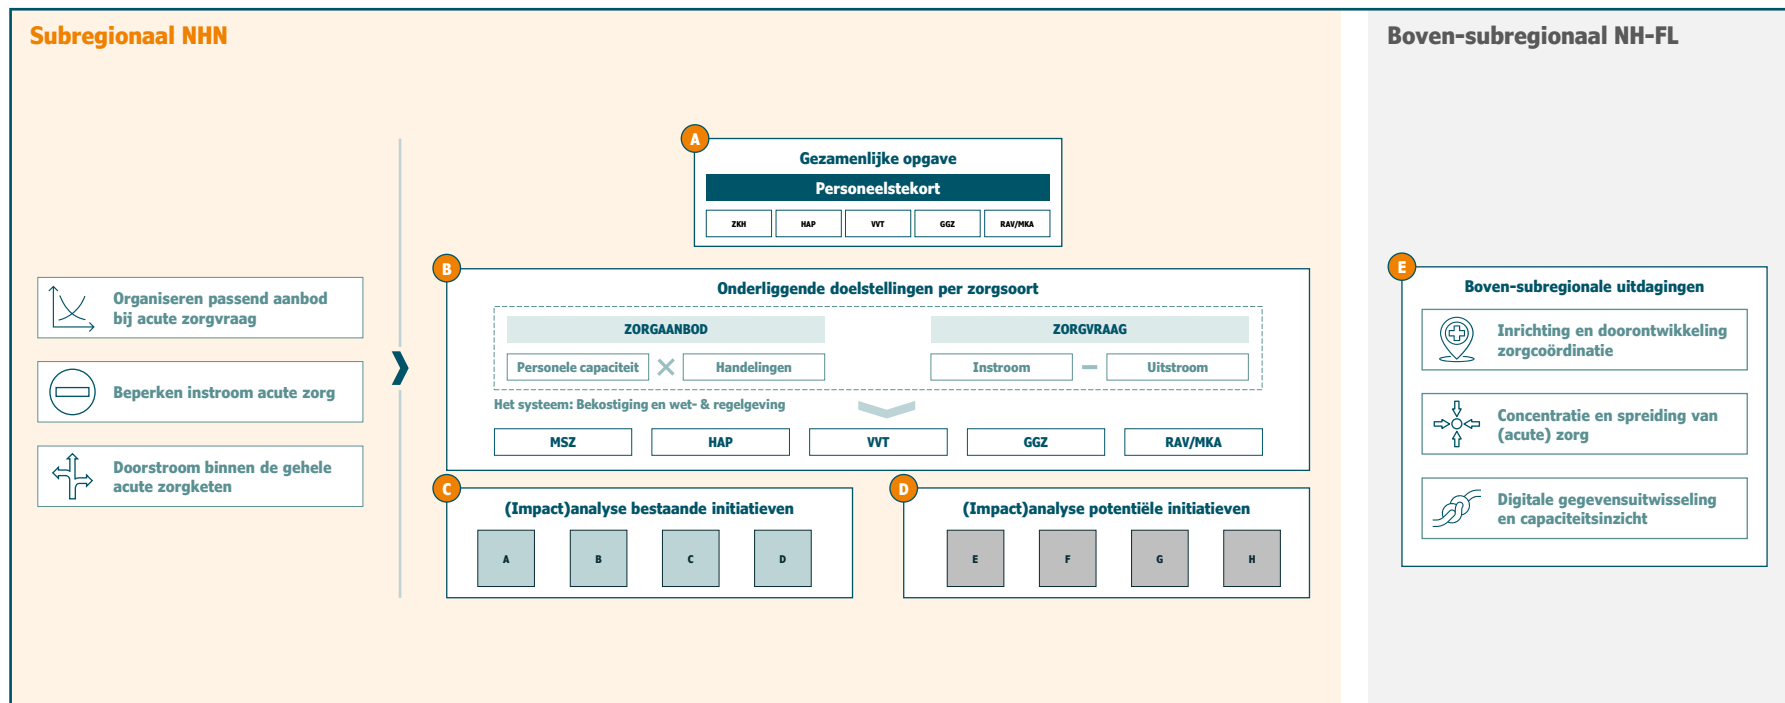 Subregionaal NHN
Organiseren passend aanbod
bij acute zorgvraag
Beperken instroom acute zorg
Doorstroom binnen de gehele
acute zorgketen
A
Gezamenlijke opgave
Personeelstekort
ZKH
HAP
VVT
GGZ
RAV/MKA
B
Onderliggende doelstellingen per zorgsoort
ZORGAANBOD
ZORGVRAAG
Personele capaciteit
Handelingen
Instroom
Uitstroom
Het systeem: Bekostiging en wet- & regelgeving
MSZ
HAP
VVT
GGZ
RAV/MKA
C
(Impact)analyse bestaande initiatieven
A
B
C
D
D
(Impact)analyse potentiële initiatieven
E
F
G
H
Boven-subregionaal NH-FL
E
Boven-subregionale uitdagingen
Inrichting en doorontwikkeling
zorgcoördinatie
Concentratie en spreiding van
(acute) zorg
Digitale gegevensuitwisseling
en capaciteitsinzicht